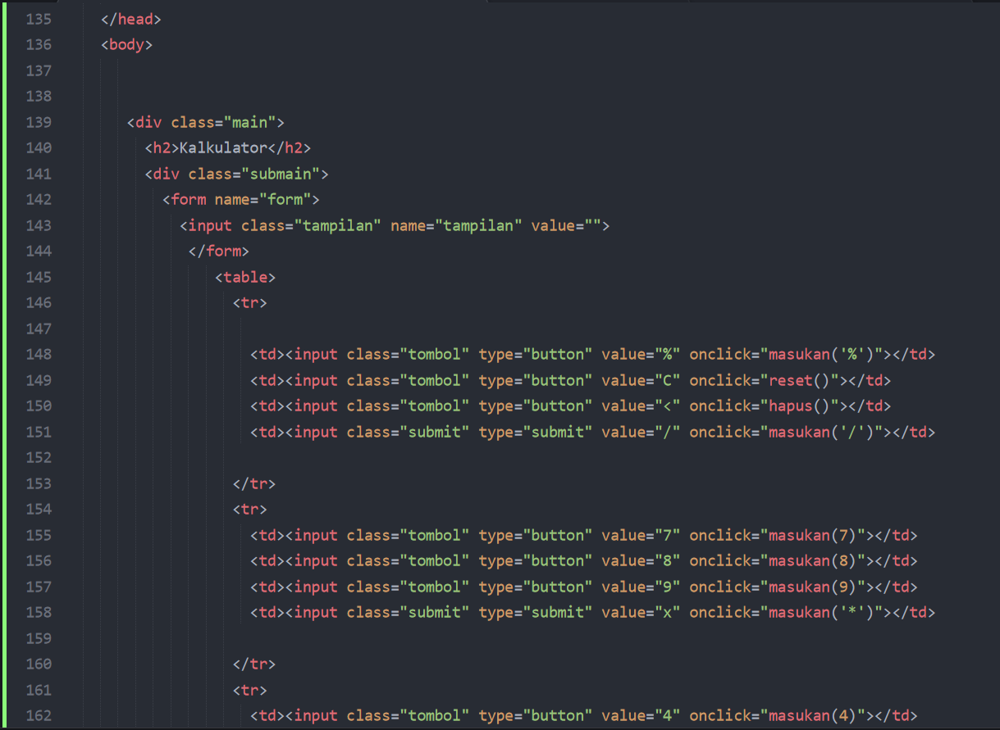 135 </head>
136 <body>
137
138
139 <div class="main">
140 <h2>Kalkulator</h2>
141 <div class="submain">
142 <form name="form">
143 <input class="tampilan" name="tampilan" value="">
144 </form>
145 <table>
146 <tr>
147
148 <td><input class="tombol" type="button" value="%" onclick="masukan('%')"></td>
149 <td><input class="tombol" type="button" value="C" onclick="reset()"></td>
150 <td><input class="tombol" type="button" value="<" onclick="hapus()"></td>
151 <td><input class="submit" type="submit" value="/" onclick="masukan('/')"></td>
152
153 </tr>
154 <tr>
155 <td><input class="tombol" type="button" value="7" onclick="masukan(7)"></td>
156 <td><input class="tombol" type="button" value="8" onclick="masukan(8)"></td>
157 <td><input class="tombol" type="button" value="9" onclick="masukan(9)"></td>
158 <td><input class="submit" type="submit" value="x" onclick="masukan('*')"></td>
159
160 </tr>
161 <tr>
162 <td><input class="tombol" type="button" value="4" onclick="masukan(4)"></td>